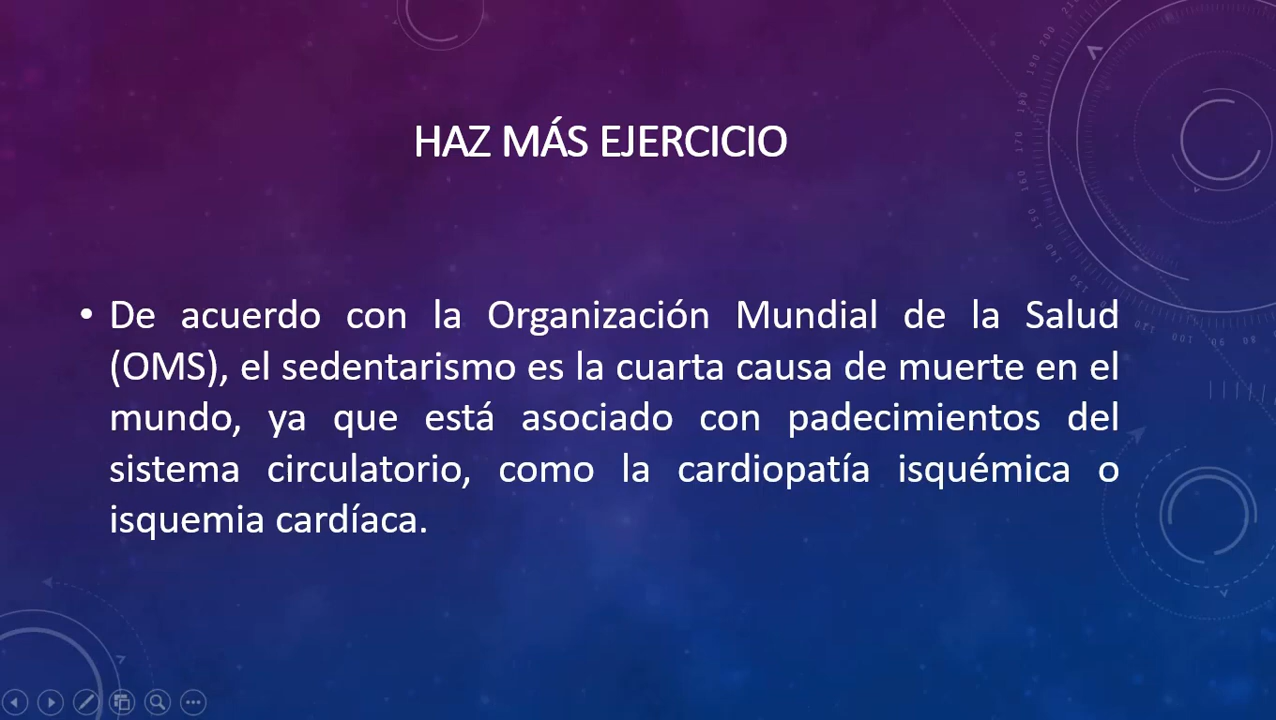 HAZ MÁS EJERCICIO
• De acuerdo con la Organización Mundial de la Salud
(OMS), el sedentarismo es la cuarta causa de muerte en el
mundo, ya que está asociado con padecimientos del
sistema circulatorio, como la cardiopatía isquémica o
isquemia cardíaca.